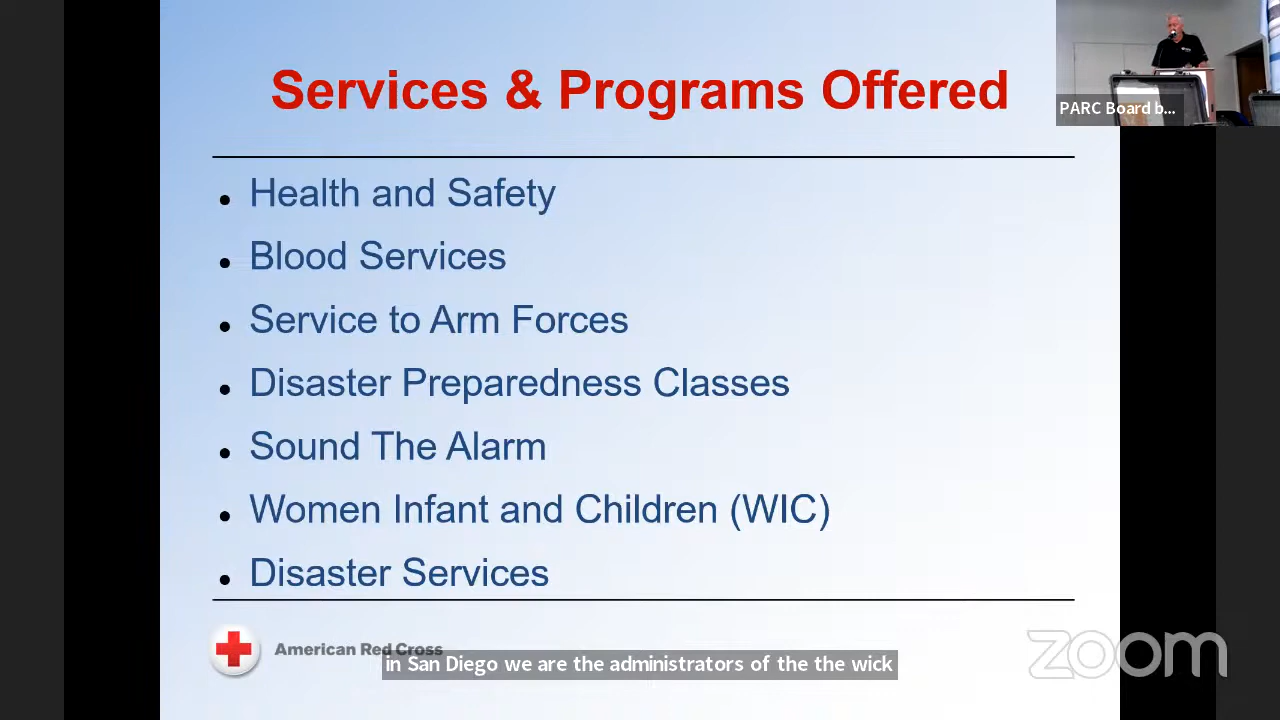 Services & Programs Offered
PARC Board b...
Health and Safety
Blood Services
Service to Arm Forces
Disaster Preparedness Classes
Sound The Alarm
Women Infant and Children (WIC)
Disaster Services
American Red Cross
in San Diego we are the administrators of the the wick
zoom